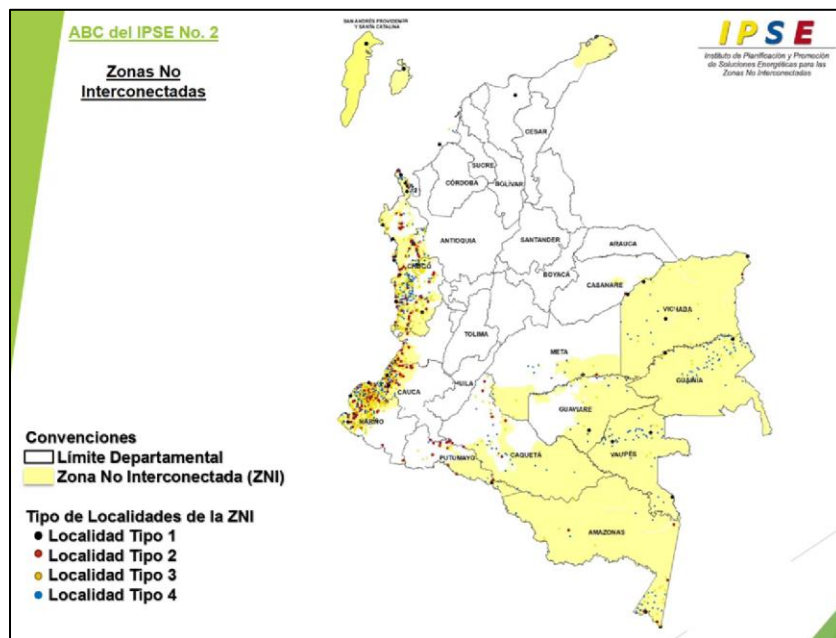 ABC del IPSE No. 2
Zonas No
Interconectadas
SAN ANDRÉS PROVIDENCIA
Y SANTA CATALINA
IPSE
Instituto de Planificación y Promoción
de Soluciones Energéticas para las
Zonas No Interconectadas
CESAR
SUCRE
CÓRDOBA
BOLÍVAR
ANTIOQUIA
SANTANDER
ARAUCA
CHOCÓ
BOYACÁ
CASANARE
VICHADA
TOLIMA
META
GUAINÍA
HUILA
CAUCA
GUAVIARE
NARIÑO
VAUPÉS
PUTUMAYO
CAQUETÁ
AMAZONAS
Convenciones
Límite Departamental
Zona No Interconectada (ZNI)
Tipo de Localidades de la ZNI
Localidad Tipo 1
Localidad Tipo 2
Localidad Tipo 3
Localidad Tipo 4